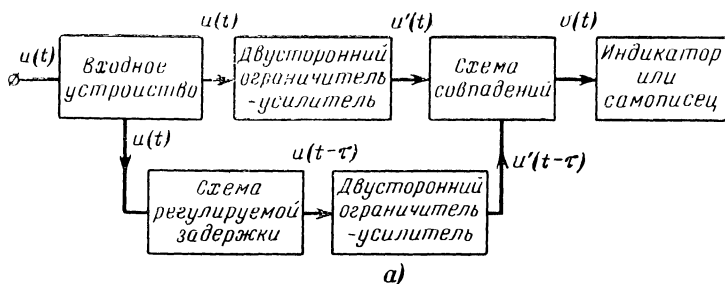 u(t)
Входное
устройство
u(t)
Двусторонний
ограничитель
-усилитель
u'(t)
Схема
совпадений
v(t)
Индикатор
или
самописец
u(t)
Схема
регулируемой
задержки
u(t-τ)
Двусторонний
ограничитель
-усилитель
u'(t-τ)
а)